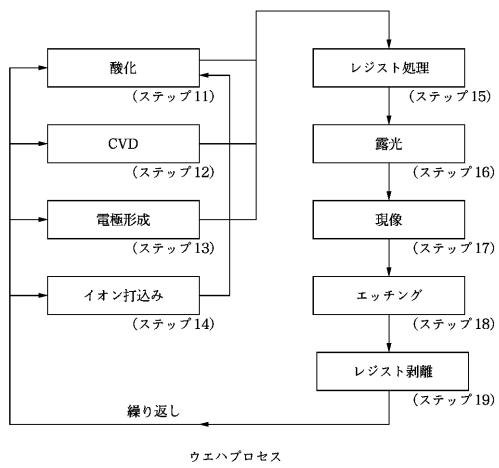 酸化
(ステップ11)
CVD
(ステップ12)
電極形成
(ステップ13)
イオン打込み
(ステップ14)
レジスト処理
(ステップ15)
露光
(ステップ16)
現像
(ステップ17)
エッチング
(ステップ18)
レジスト剥離
(ステップ19)
繰り返し
ウエハプロセス